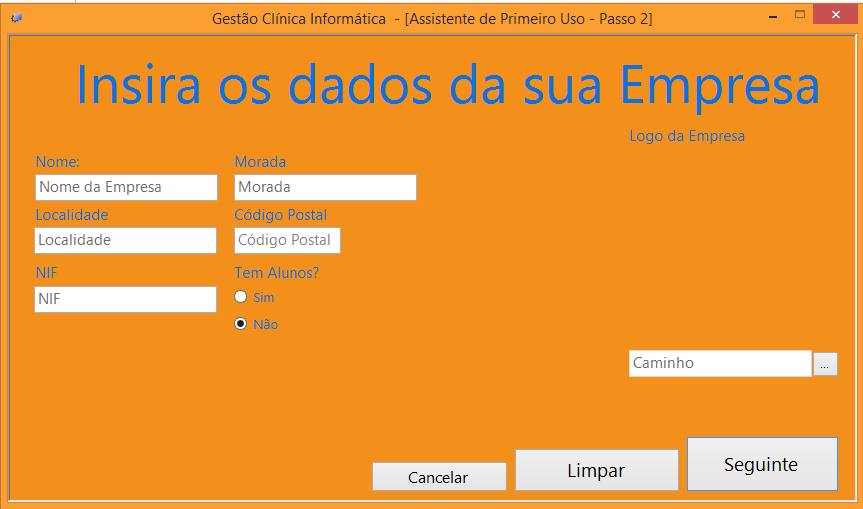 Gestão Clínica Informática - [Assistente de Primeiro Uso - Passo 2]
Insira os dados da sua Empresa
Logo da Empresa
Nome: Morada
Nome da Empresa Morada
Localidade Código Postal
Localidade Código Postal
NIF Tem Alunos?
NIF Sim
Não
Caminho ...
Cancelar Limpar Seguinte